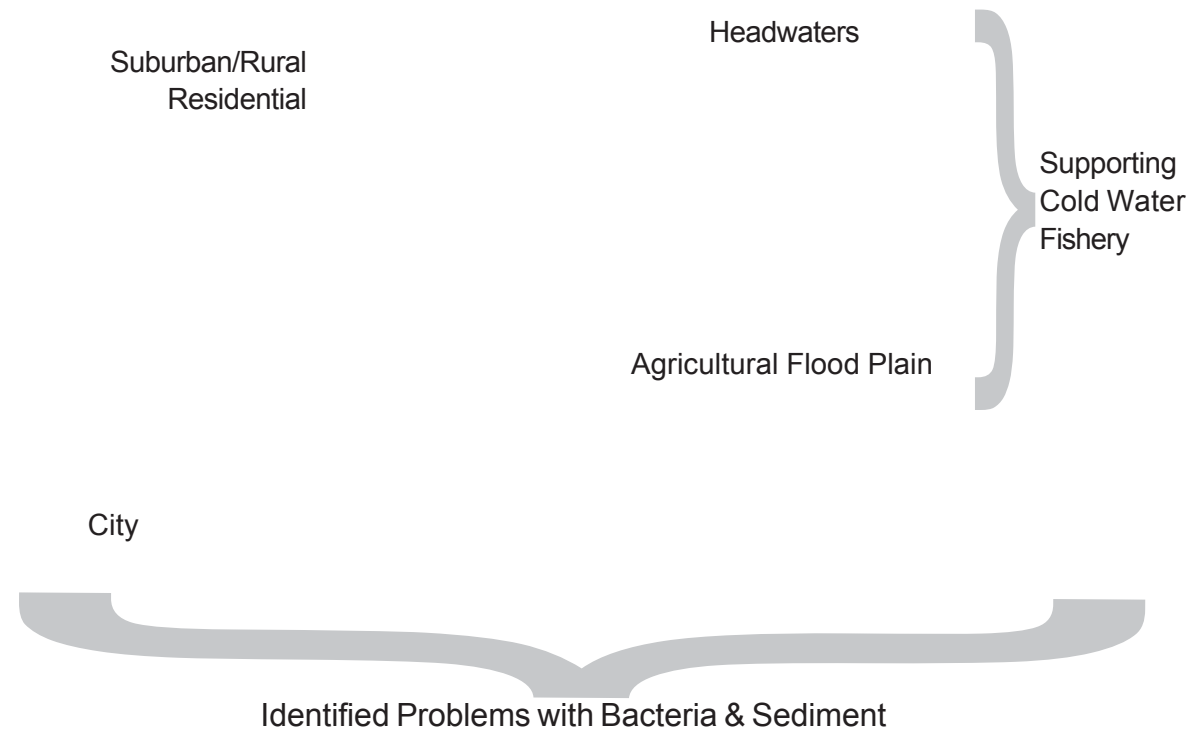 Headwaters
Suburban/Rural
Residential
Supporting
Cold Water
Fishery
Agricultural Flood Plain
City
Identified Problems with Bacteria & Sediment